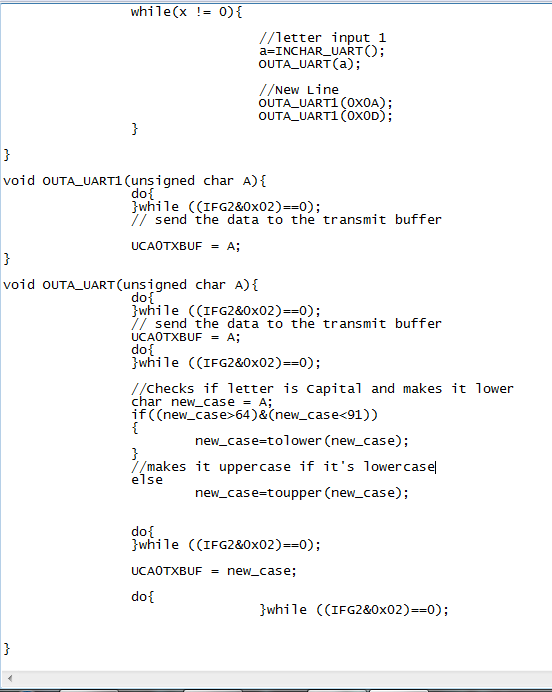 while(x != 0){
//letter input 1
a=INCHAR_UART();
OUTA_UART(a);
//New Line
OUTA_UART1(0X0A);
OUTA_UART1(0X0D);
}
}
void OUTA_UART1(unsigned char A){
do{
}while ((IFG2&0x02)==0);
// send the data to the transmit buffer
UCA0TXBUF = A;
}
void OUTA_UART(unsigned char A){
do{
}while ((IFG2&0x02)==0);
// send the data to the transmit buffer
UCA0TXBUF = A;
do{
}while ((IFG2&0x02)==0);
//Checks if letter is Capital and makes it lower
char new_case = A;
if((new_case>64)&(new_case<91))
{
new_case=tolower(new_case);
}
//makes it uppercase if it's lowercase
else
new_case=toupper(new_case);
do{
}while ((IFG2&0x02)==0);
UCA0TXBUF = new_case;
do{
}while ((IFG2&0x02)==0);
}